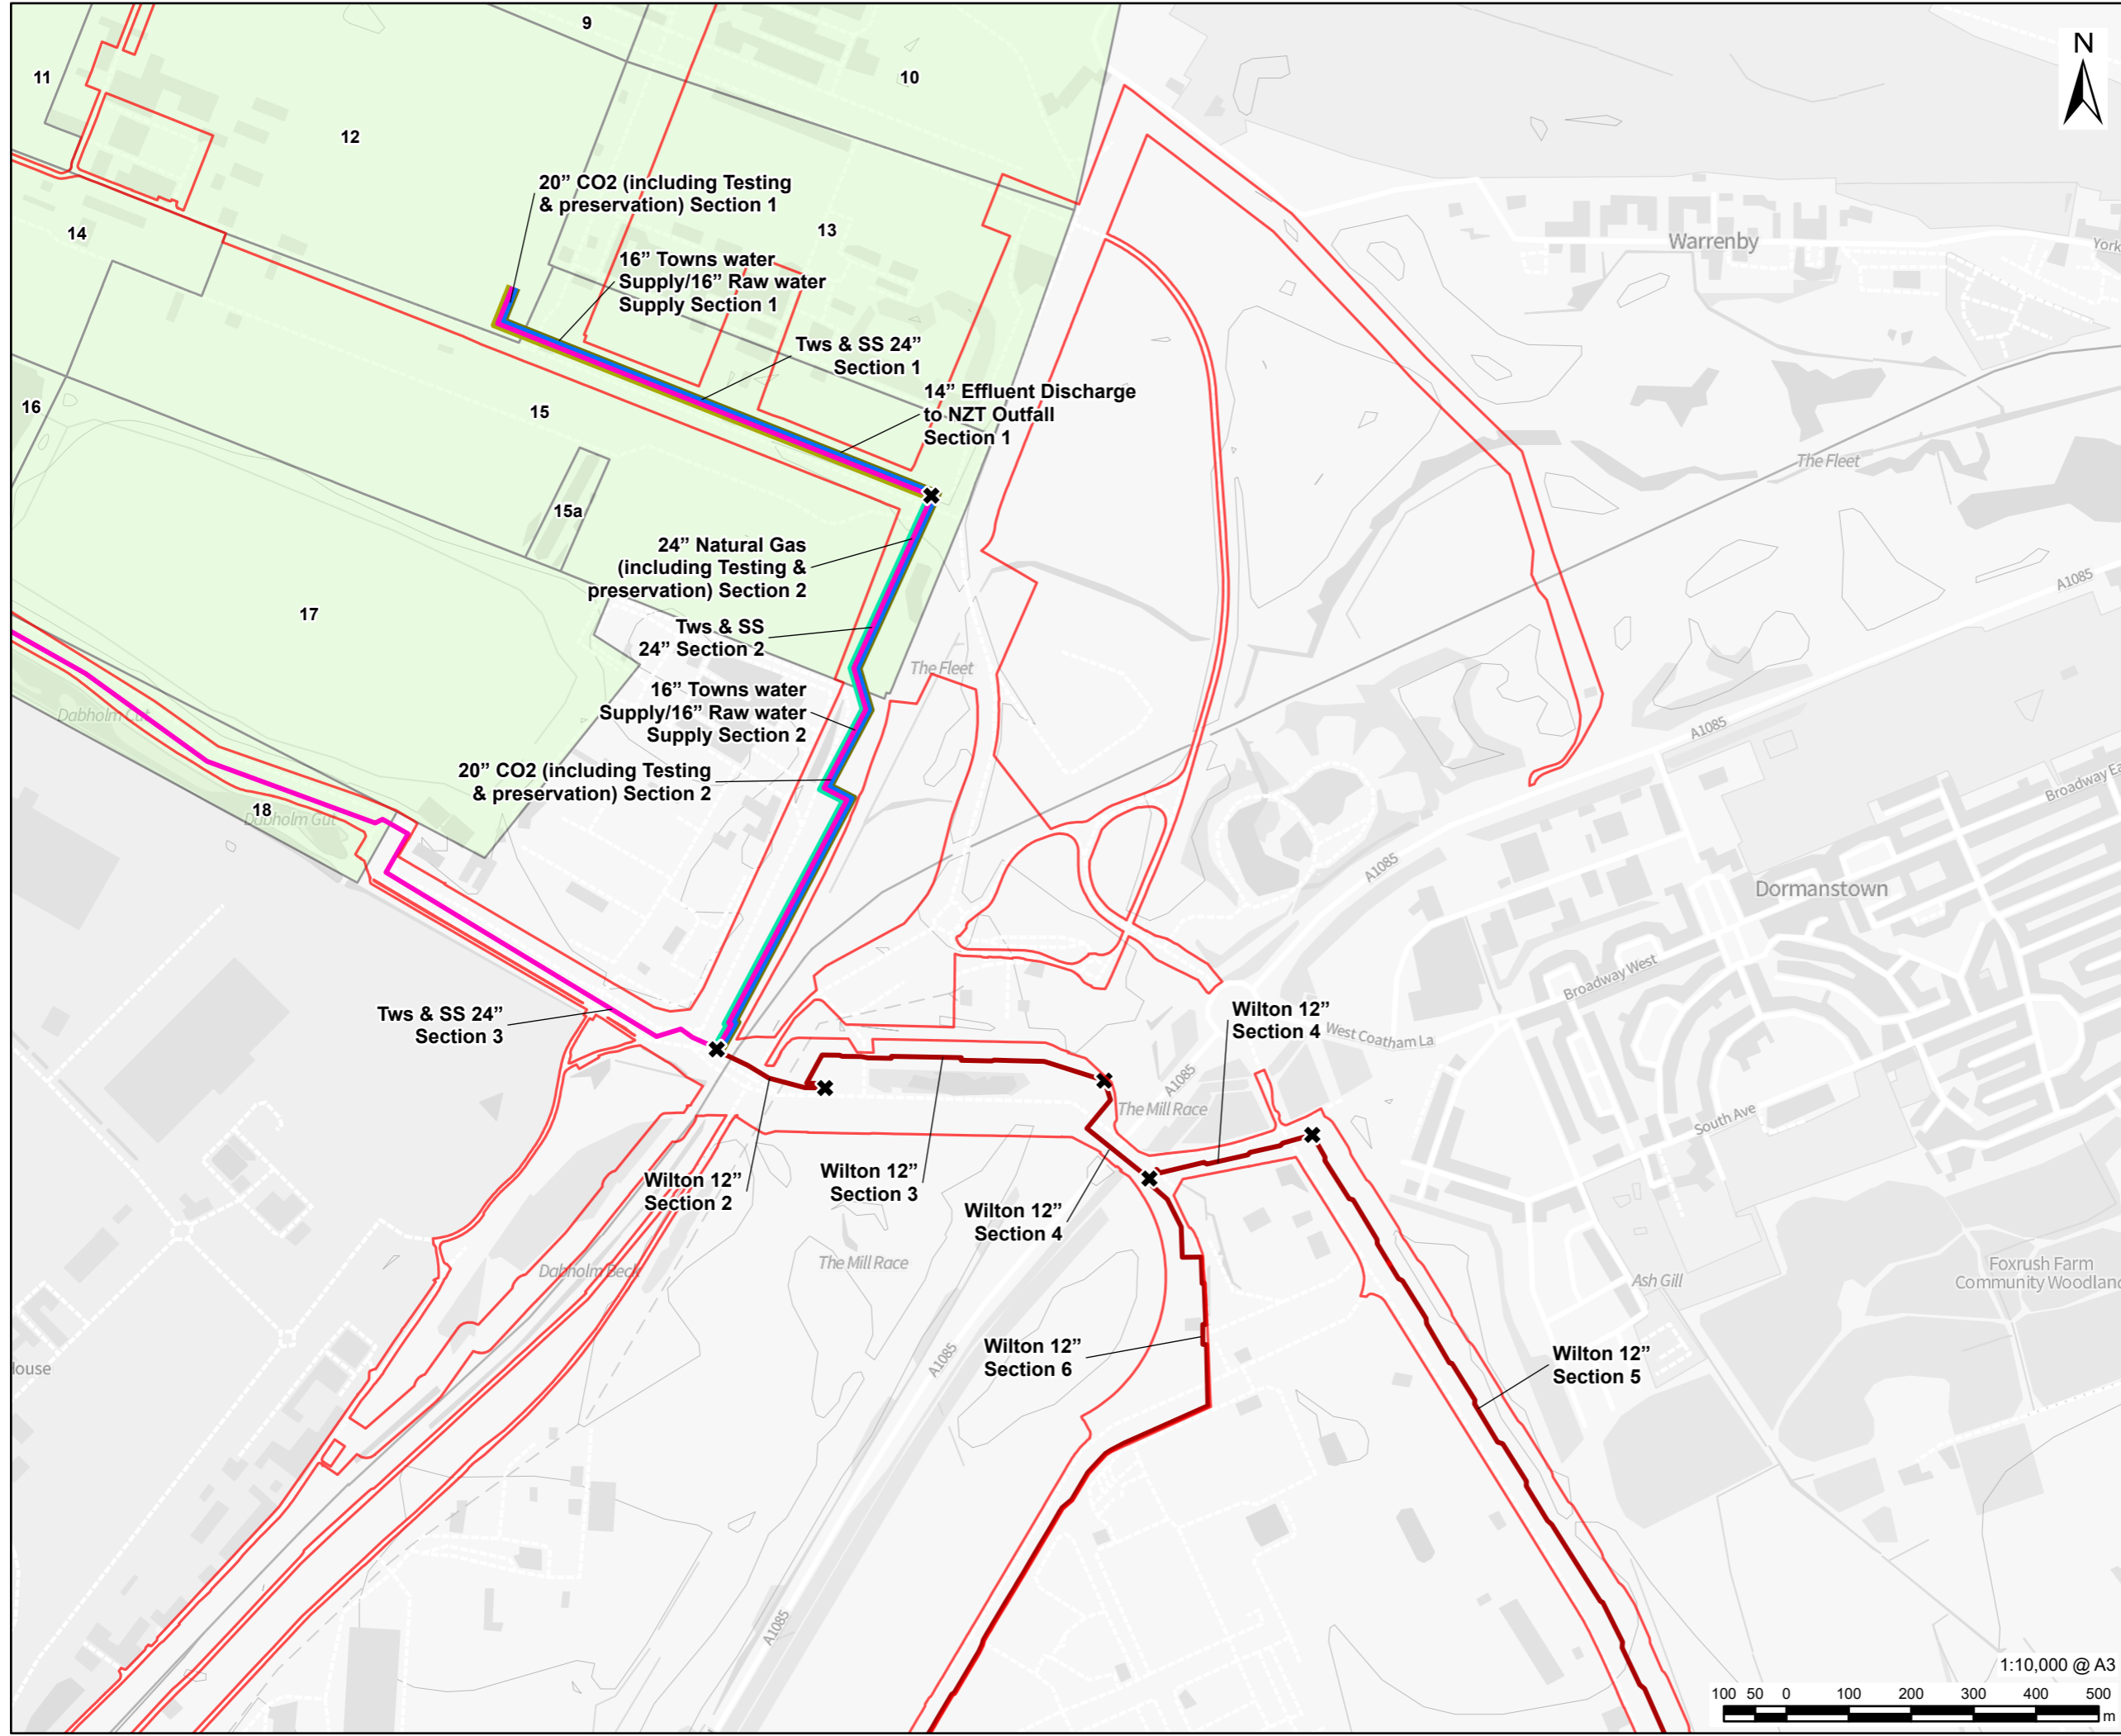 9
10
11
12
N
20” CO2 (including Testing
& preservation) Section 1
14
13
16” Towns water
Supply/16” Raw water
Supply Section 1
Warrenby
York
Tws & SS 24”
Section 1
14” Effluent Discharge
to NZT Outfall
Section 1
16
15
The Fleet
15a
24” Natural Gas
(including Testing &
preservation) Section 2
A1085
17
Tws & SS
24” Section 2
The Fleet
16” Towns water
Supply/16” Raw water
Supply Section 2
Dabholm Cut
A1085
20” CO2 (including Testing
& preservation) Section 2
Broadway Ea
18
Dabholm Gut
A1085
Dormanstown
Broadway West
Tws & SS 24”
Section 3
Wilton 12”
Section 4
West Coatham La
A1085
The Mill Race
South Ave
Wilton 12”
Section 2
Wilton 12”
Section 3
Wilton 12”
Section 4
Dabholm Beck
The Mill Race
Ash Gill
Foxrush Farm
Community Woodland
Wilton 12”
Section 6
A1085
Wilton 12”
Section 5
louse
A1085
1:10,000 @ A3
100 50 0 100 200 300 400 500
m